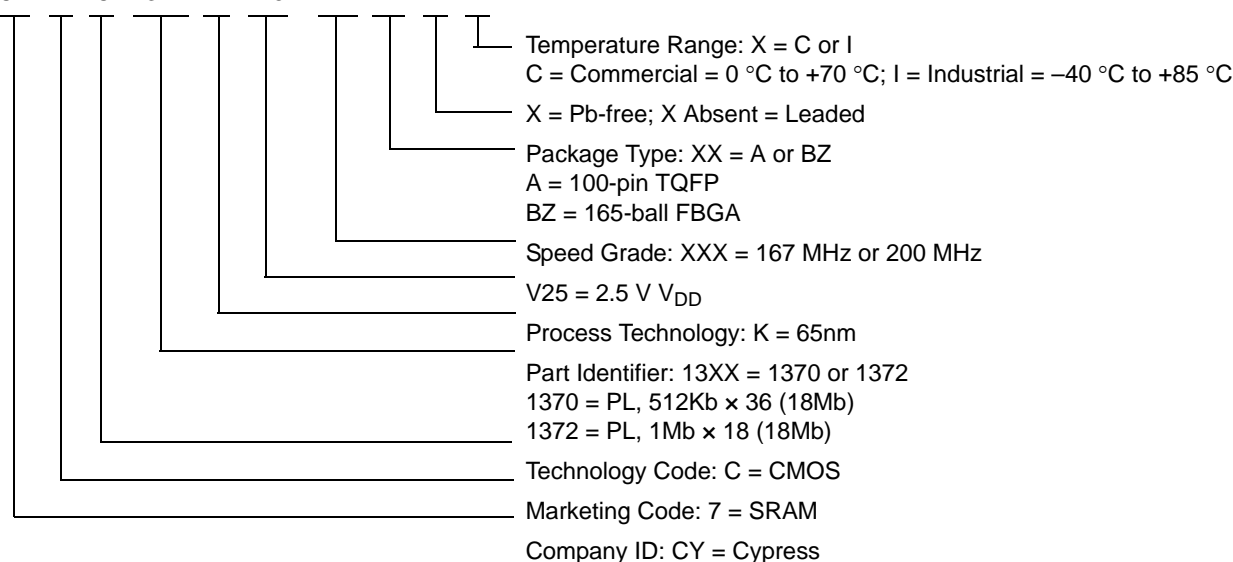 Temperature Range: X = C or I
C = Commercial = 0 °C to +70 °C; I = Industrial = –40 °C to +85 °C
X = Pb-free; X Absent = Leaded
Package Type: XX = A or BZ
A = 100-pin TQFP
BZ = 165-ball FBGA
Speed Grade: XXX = 167 MHz or 200 MHz
V25 = 2.5 V VDD
Process Technology: K = 65nm
Part Identifier: 13XX = 1370 or 1372
1370 = PL, 512Kb × 36 (18Mb)
1372 = PL, 1Mb × 18 (18Mb)
Technology Code: C = CMOS
Marketing Code: 7 = SRAM
Company ID: CY = Cypress